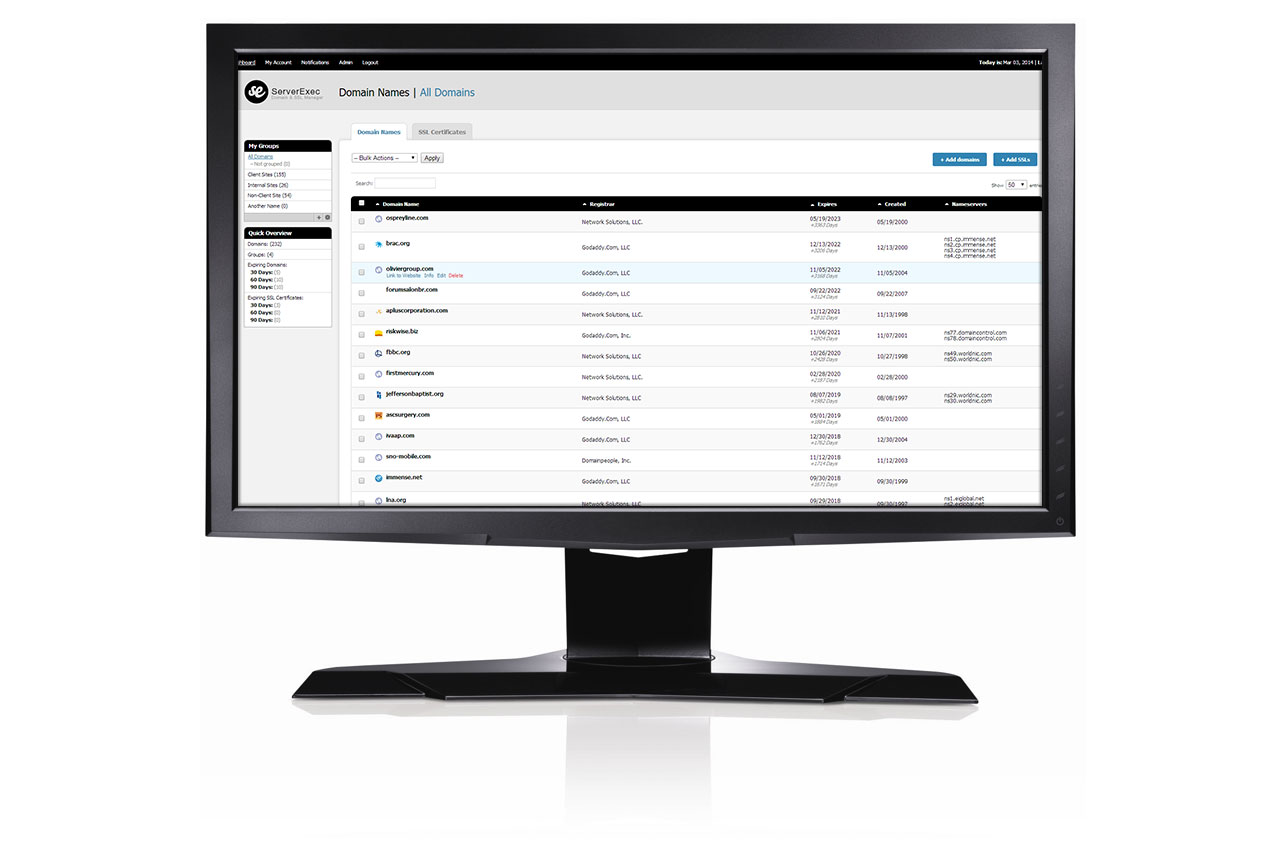 hboard My Account Notifications Admin Logout Today is: Mar 03, 2014 |
se ServerExec Domain & SSL Manager
Domain Names | All Domains
Domain Names SSL Certificates
My Groups
All Domains
-- Not grouped (0)
Client Sites (155)
Internal Sites (26)
Non-Client Site (54)
Another Name (0)
+
Quick Overview
Domains: (232)
Groups: (4)
Expiring Domains:
30 Days: (5)
60 Days: (10)
90 Days: (10)
Expiring SSL Certificates:
30 Days: (2)
60 Days: (0)
90 Days: (0)
-- Bulk Actions -- Apply + Add domains + Add SSLs
Search: Show 50 entrie
Domain Name Registrar Expires Created Nameservers
ospreyline.com Network Solutions, LLC. 05/19/2023 05/19/2000
+3363 Days
brac.org Godaddy.Com, LLC 12/13/2022 12/13/2000
+3206 Days
ns1.cp.immense.net
ns2.cp.immense.net
ns3.cp.immense.net
ns4.cp.immense.net
oliviergroup.com Godaddy.Com, LLC 11/05/2022 11/05/2004
Link to Website Info Edit Delete +3168 Days
forumsalonbr.com Godaddy.Com, LLC 09/22/2022 09/22/2007
+3124 Days
apluscorporation.com Network Solutions, LLC. 11/12/2021 11/13/1998
+2810 Days
riskwise.biz Godaddy.Com, Inc. 11/06/2021 11/07/2001
+2804 Days
ns77.domaincontrol.com
ns78.domaincontrol.com
fbbc.org Network Solutions, LLC 10/26/2020 10/27/1998
+2428 Days
ns49.worldnic.com
ns50.worldnic.com
firstmercury.com Network Solutions, LLC. 02/28/2020 02/28/2000
+2187 Days
jeffersonbaptist.org Network Solutions, LLC 08/07/2019 08/08/1997
+1982 Days
ns29.worldnic.com
ns30.worldnic.com
ascsurgery.com Godaddy.Com, LLC 05/01/2019 05/01/2000
+1884 Days
ivaap.com Godaddy.Com, LLC 12/30/2018 12/30/2004
+1762 Days
sno-mobile.com Domainpeople, Inc. 11/12/2018 11/12/2003
+1714 Days
immense.net Godaddy.Com, LLC 09/30/2018 09/30/1999
+1671 Days
lna.org Network Solutions, LLC 09/29/2018 09/30/1997
ns1.eiglobal.net
ns2.eiglobal.net